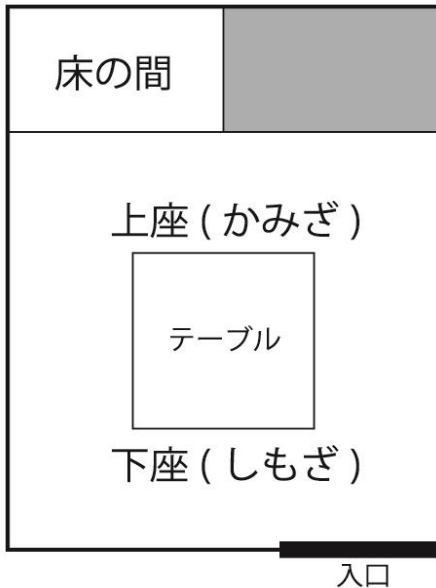 床の間
上座 ( かみざ )
テーブル
下座 ( しもざ )
入口